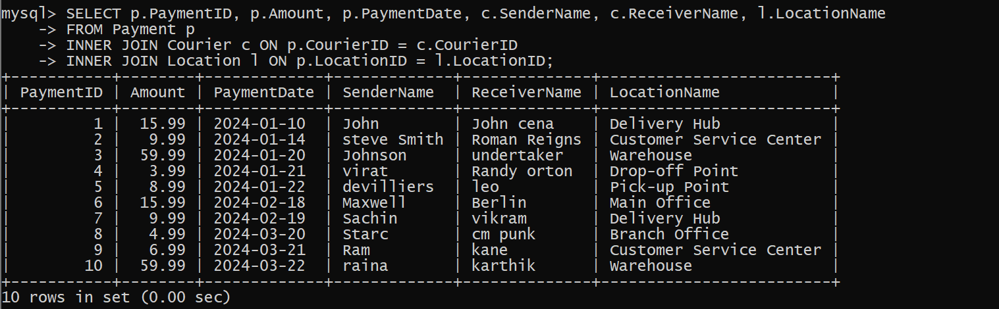 mysql> SELECT p.PaymentID, p.Amount, p.PaymentDate, c.SenderName, c.ReceiverName, l.LocationName
    -> FROM Payment p
    -> INNER JOIN Courier c ON p.CourierID = c.CourierID
    -> INNER JOIN Location l ON p.LocationID = l.LocationID;
+-----------+--------+-------------+-------------+--------------+-------------------------+
| PaymentID | Amount | PaymentDate | SenderName  | ReceiverName | LocationName            |
+-----------+--------+-------------+-------------+--------------+-------------------------+
|         1 |  15.99 | 2024-01-10  | John        | John cena    | Delivery Hub            |
|         2 |   9.99 | 2024-01-14  | steve Smith | Roman Reigns | Customer Service Center |
|         3 |  59.99 | 2024-01-20  | Johnson     | undertaker   | Warehouse               |
|         4 |   3.99 | 2024-01-21  | virat       | Randy orton  | Drop-off Point          |
|         5 |   8.99 | 2024-01-22  | devilliers  | leo          | Pick-up Point           |
|         6 |  15.99 | 2024-02-18  | Maxwell     | Berlin       | Main Office             |
|         7 |   9.99 | 2024-02-19  | Sachin      | vikram       | Delivery Hub            |
|         8 |   4.99 | 2024-03-20  | Starc       | cm punk      | Branch Office           |
|         9 |   6.99 | 2024-03-21  | Ram         | kane         | Customer Service Center |
|        10 |  59.99 | 2024-03-22  | raina       | karthik      | Warehouse               |
+-----------+--------+-------------+-------------+--------------+-------------------------+
10 rows in set (0.00 sec)